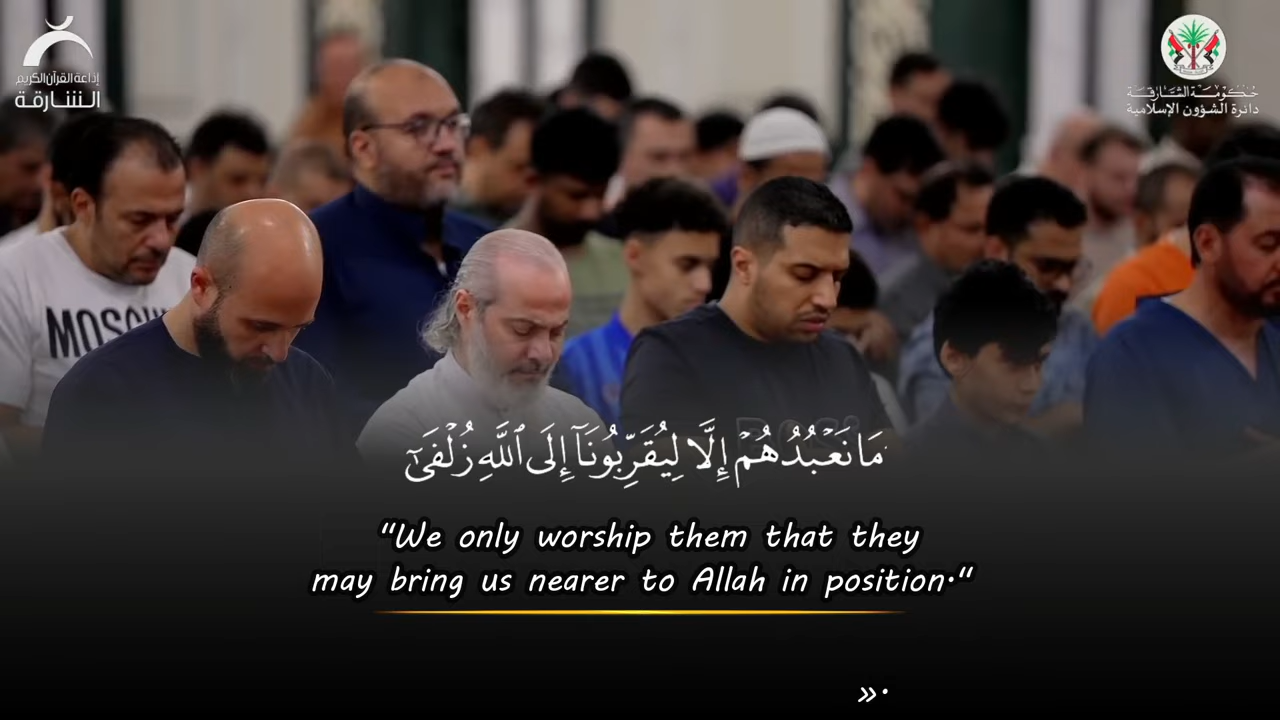 إذاعة القرآن الكريم
الشارقة
حكومة الشارقة
دائرة الشؤون الإسلامية
MOSCH
مَا نَعْبُدُهُمْ إِلَّا لِيُقَرِّبُونَآ إِلَى ٱللَّهِ زُلْفَىٰٓ
“We only worship them that they
may bring us nearer to Allah in position.“
».